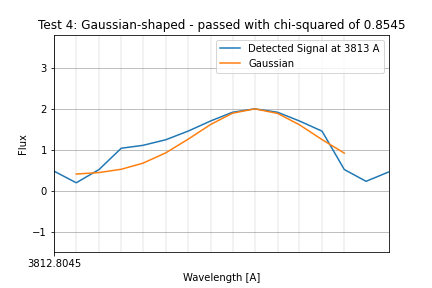 Test 4: Gaussian-shaped - passed with chi-squared of 0.8545
Detected Signal at 3813 A
Gaussian
3
2
1
0
−1
Flux
3812.8045
Wavelength [A]